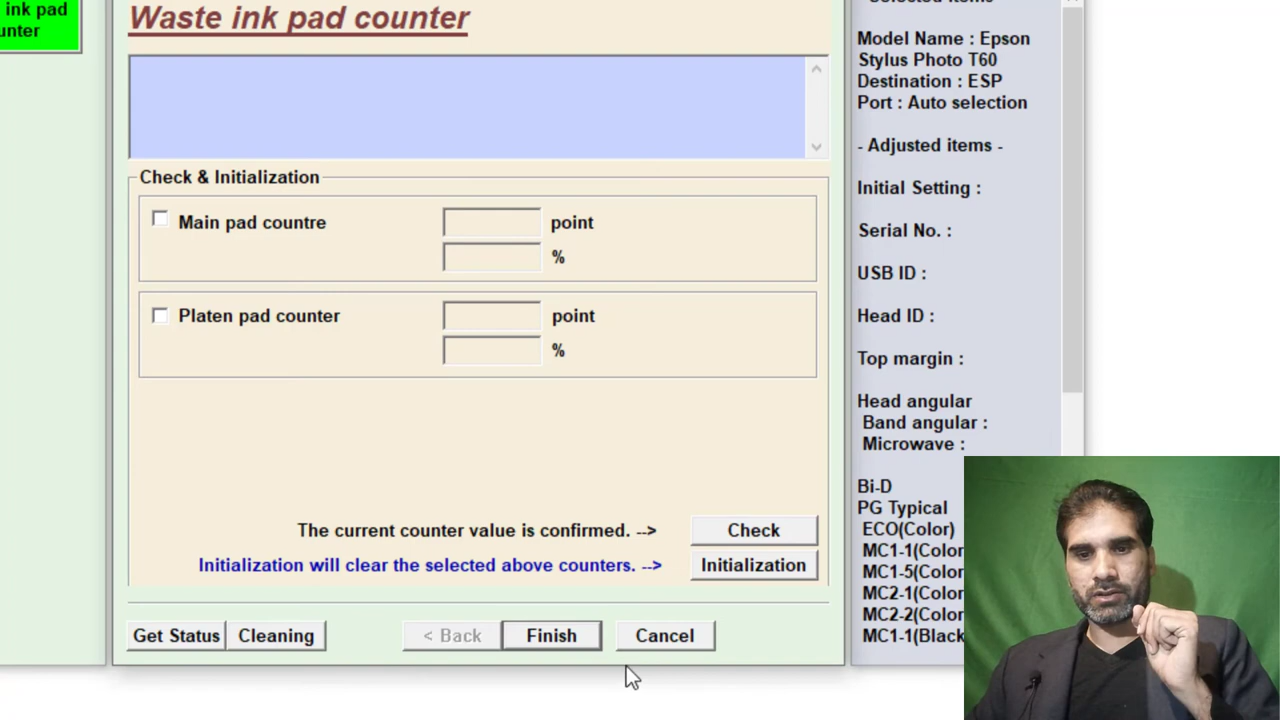 ink pad
unter
Waste ink pad counter
Check & Initialization
Main pad countre
point
%
Platen pad counter
point
%
The current counter value is confirmed. -->
Check
Initialization will clear the selected above counters. -->
Initialization
Get Status
Cleaning
< Back
Finish
Cancel
Selected items
Model Name : Epson
Stylus Photo T60
Destination : ESP
Port : Auto selection
- Adjusted items -
Initial Setting :
Serial No. :
USB ID :
Head ID :
Top margin :
Head angular
Band angular :
Microwave :
Bi-D
PG Typical
ECO(Color)
MC1-1(Color
MC1-5(Color
MC2-1(Color
MC2-2(Color
MC1-1(Black